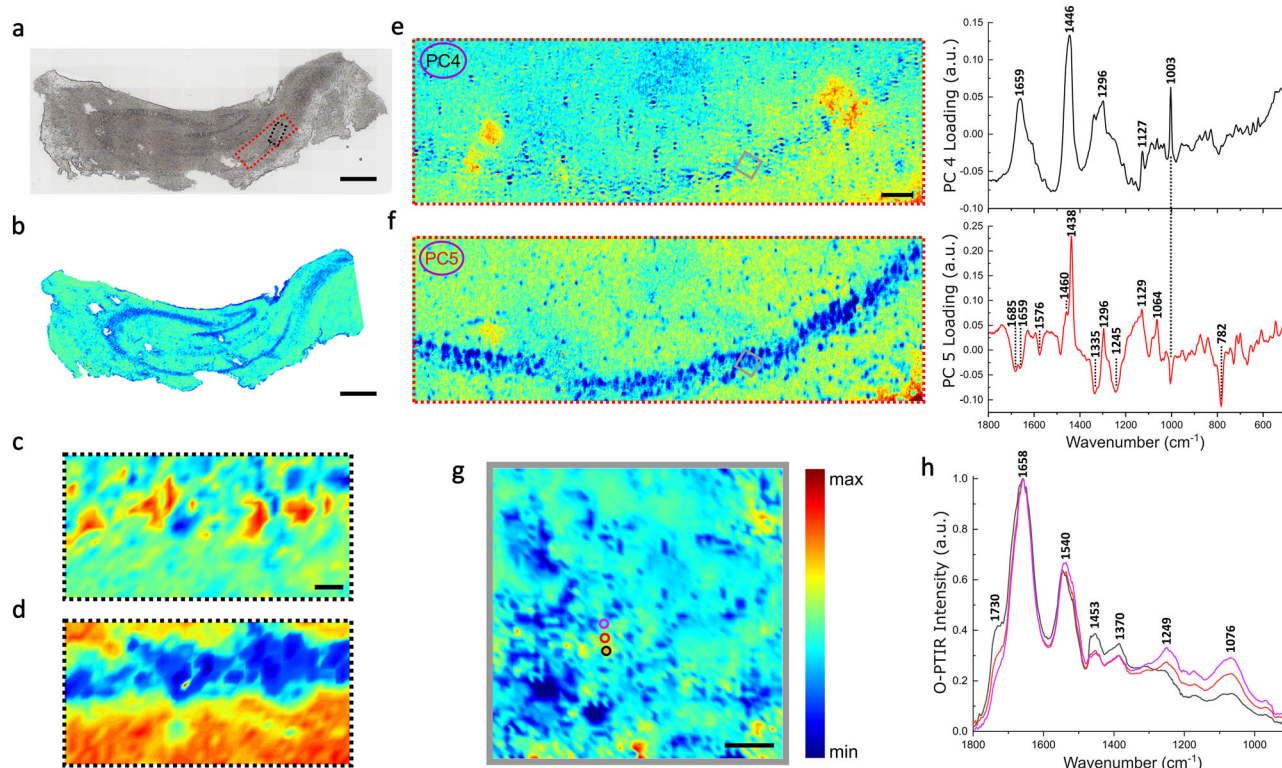 a
b
c
d
e
PC4
f
PC5
g
max
min
PC 4 Loading (a.u.)
0.15
0.10
0.05
0.00
-0.05
-0.10
1659
1446
1296
1127
1003
PC 5 Loading (a.u.)
0.20
0.15
0.10
0.05
0.00
-0.05
-0.10
1685
1659
1576
1460
1438
1335
1296
1245
1129
1064
782
1800 1600 1400 1200 1000 800 600
Wavenumber (cm⁻¹)
h
O-PTIR Intensity (a.u.)
1.0
0.8
0.6
0.4
0.2
0.0
1730
1658
1540
1453
1370
1249
1076
1800 1600 1400 1200 1000
Wavenumber (cm⁻¹)